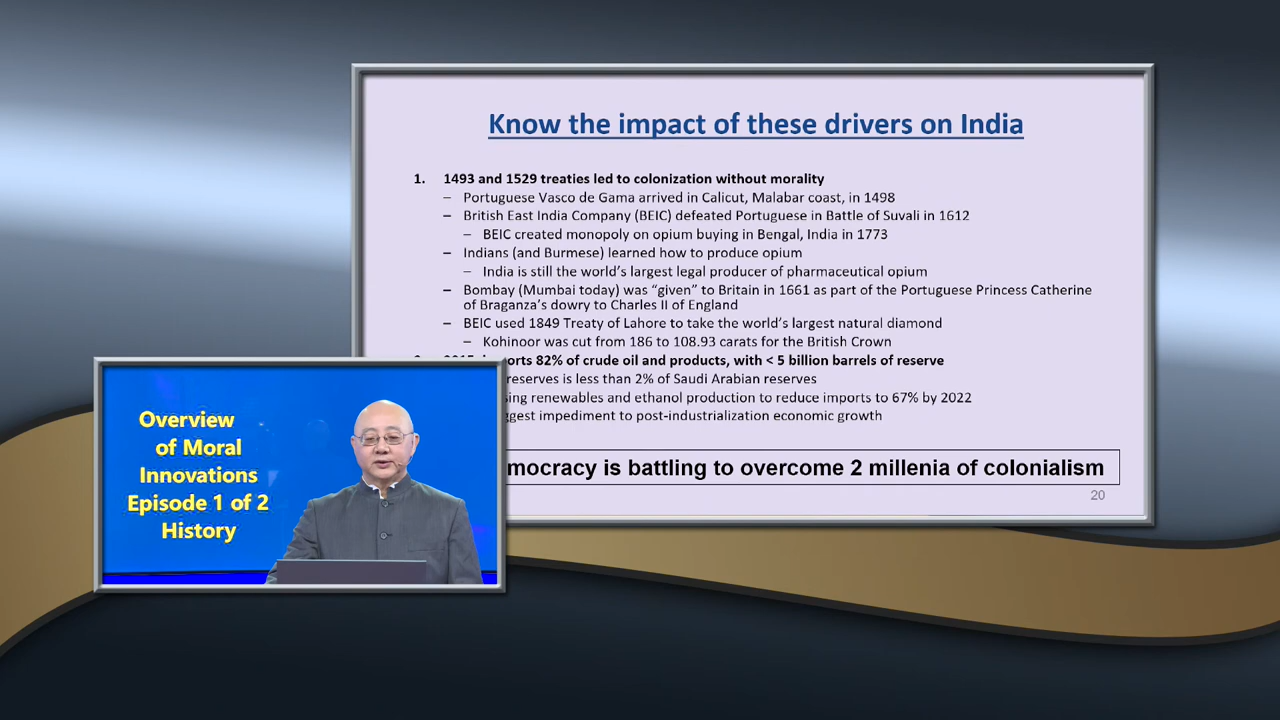 Know the impact of these drivers on India
1. 1493 and 1529 treaties led to colonization without morality
– Portuguese Vasco de Gama arrived in Calicut, Malabar coast, in 1498
– British East India Company (BEIC) defeated Portuguese in Battle of Suvali in 1612
– BEIC created monopoly on opium buying in Bengal, India in 1773
– Indians (and Burmese) learned how to produce opium
– India is still the world's largest legal producer of pharmaceutical opium
– Bombay (Mumbai today) was “given” to Britain in 1661 as part of the Portuguese Princess Catherine
of Braganza's dowry to Charles II of England
– BEIC used 1849 Treaty of Lahore to take the world's largest natural diamond
– Kohinoor was cut from 186 to 108.93 carats for the British Crown
82% of crude oil and products, with < 5 billion barrels of reserve
reserves is less than 2% of Saudi Arabian reserves
renewables and ethanol production to reduce imports to 67% by 2022
impediment to post-industrialization economic growth
is battling to overcome 2 millenia of colonialism
20
Overview
of Moral
Innovations
Episode 1 of 2
History